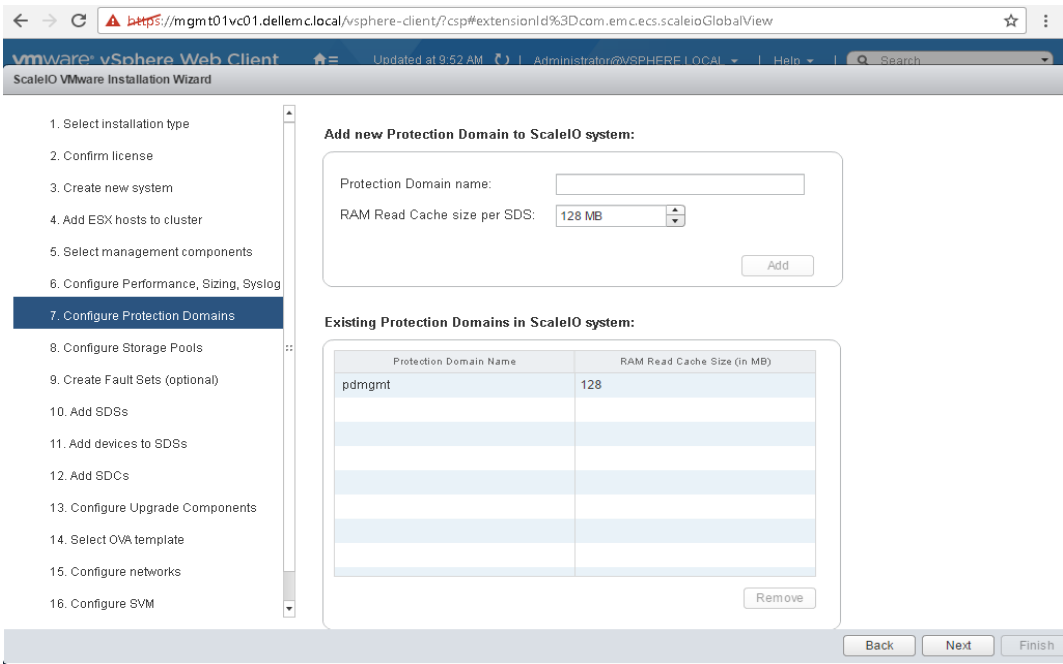 https://mgmt01vc01.dellemc.local/vsphere-client/?csp#extensionId%3Dcom.emc.ecs.scaleioGlobalView
vmware® vSphere Web Client Updated at 9:52 AM | Administrator@VSPHERE.LOCAL | Help | Search
ScaleIO VMware Installation Wizard
1. Select installation type
2. Confirm license
3. Create new system
4. Add ESX hosts to cluster
5. Select management components
6. Configure Performance, Sizing, Syslog
7. Configure Protection Domains
8. Configure Storage Pools
9. Create Fault Sets (optional)
10. Add SDSs
11. Add devices to SDSs
12. Add SDCs
13. Configure Upgrade Components
14. Select OVA template
15. Configure networks
16. Configure SVM
Add new Protection Domain to ScaleIO system:
Protection Domain name:
RAM Read Cache size per SDS: 128 MB
Add
Existing Protection Domains in ScaleIO system:
Protection Domain Name RAM Read Cache Size (in MB)
pdmgmt 128
Remove
Back Next Finish